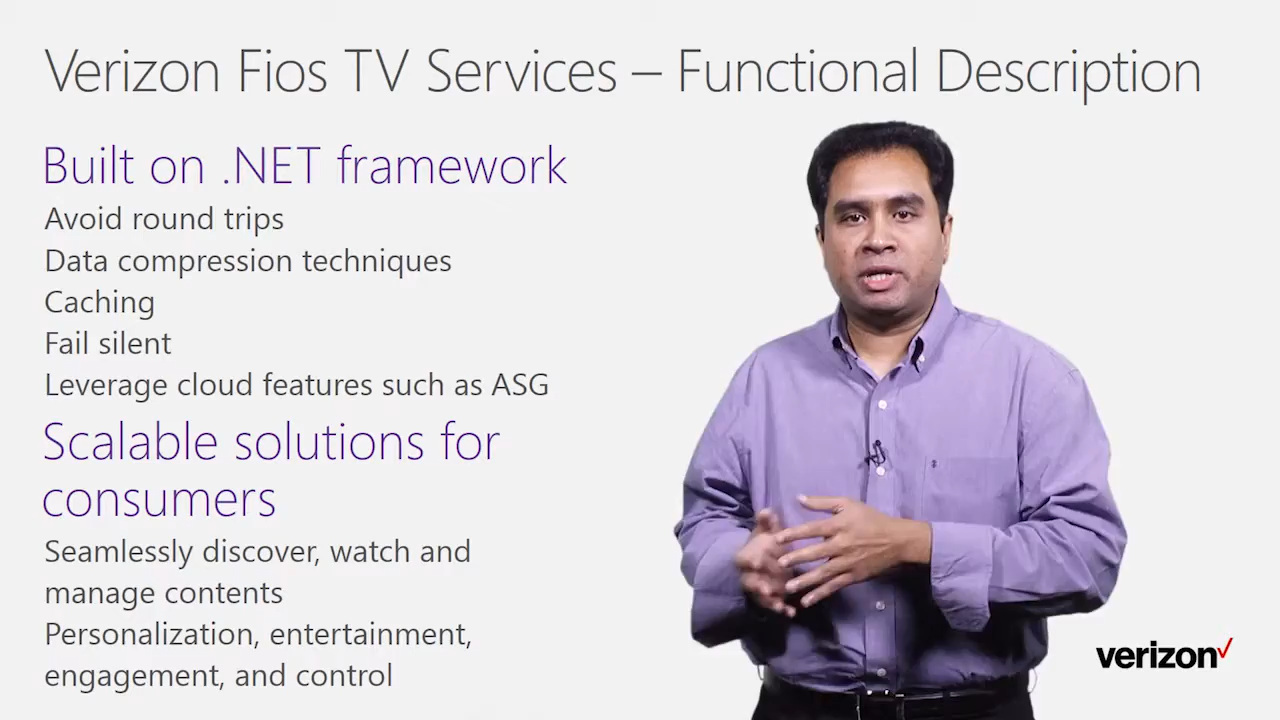 Verizon Fios TV Services – Functional Description
Built on .NET framework
Avoid round trips
Data compression techniques
Caching
Fail silent
Leverage cloud features such as ASG
Scalable solutions for
consumers
Seamlessly discover, watch and
manage contents
Personalization, entertainment,
engagement, and control
verizon✓